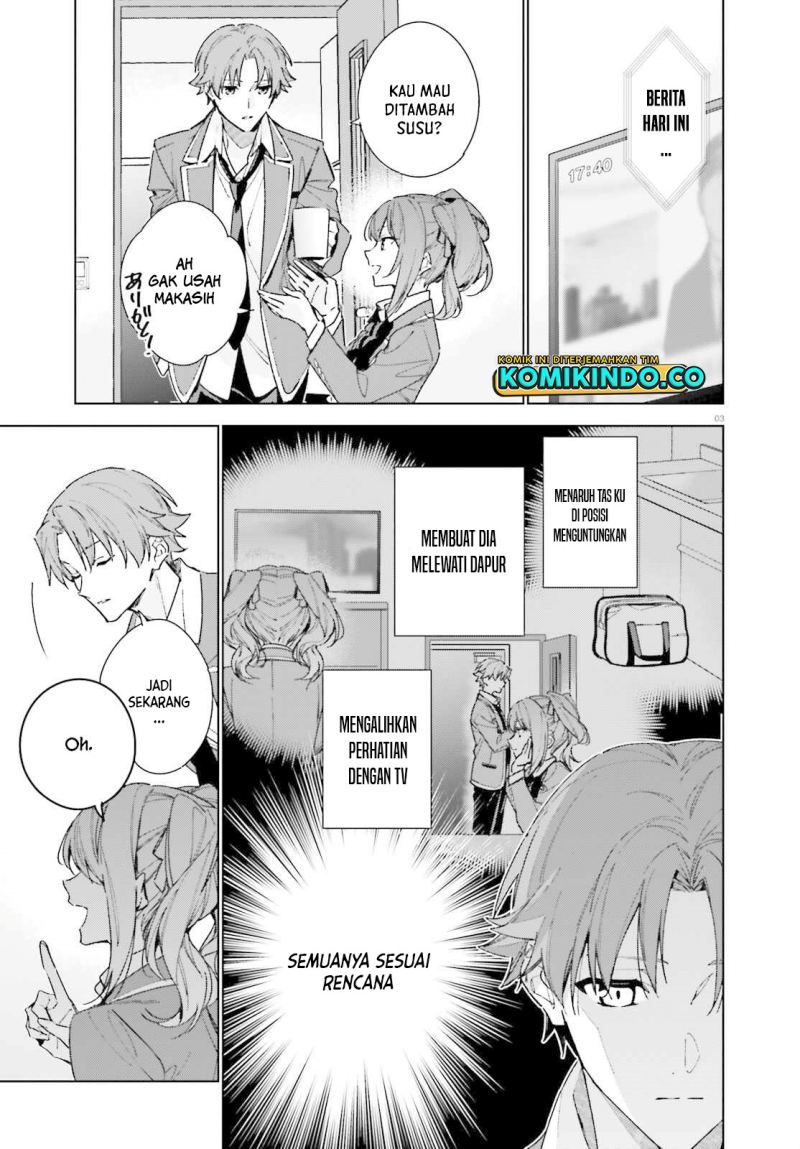 BERITA
HARI INI
...
17:40
KAU MAU
DITAMBAH
SUSU?
AH
GAK USAH
MAKASIH
ありがと！
KOMIK INI DITERJEMAHKAN TIM
KOMIKINDO.CO
03
MENARUH TAS KU
DI POSISI
MENGUNTUNGKAN
MEMBUAT DIA
MELEWATI DAPUR
MENGALIHKAN
PERHATIAN
DENGAN TV
SEMUANYA SESUAI
RENCANA
JADI
SEKARANG
...
Oh.